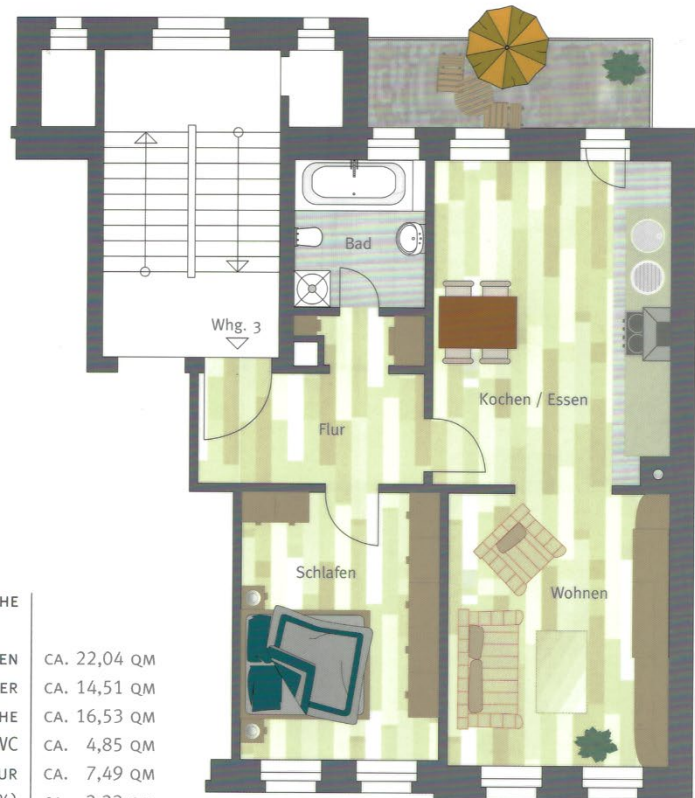 Bad
Whg. 3
Kochen / Essen
Flur
Schlafen
Wohnen
HE
EN CA. 22,04 QM
ER CA. 14,51 QM
HE CA. 16,53 QM
WC CA. 4,85 QM
UR CA. 7,49 QM